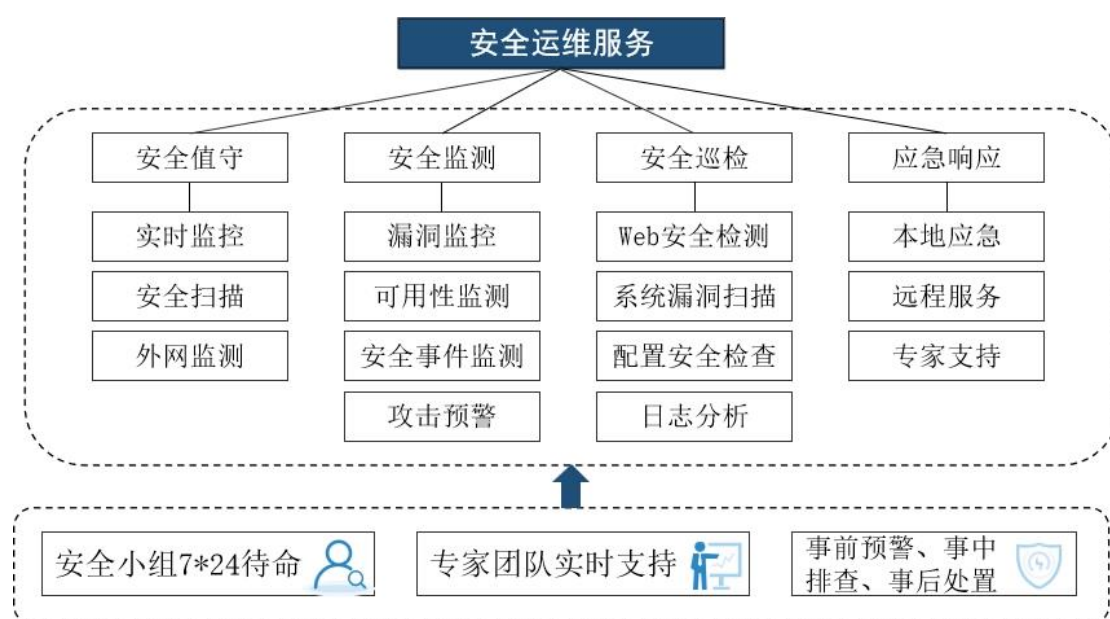 安全运维服务
安全值守
安全监测
安全巡检
应急响应
实时监控
漏洞监控
Web安全检测
本地应急
安全扫描
可用性监测
系统漏洞扫描
远程服务
外网监测
安全事件监测
配置安全检查
专家支持
攻击预警
日志分析
安全小组7*24待命
专家团队实时支持
事前预警、事中
排查、事后处置